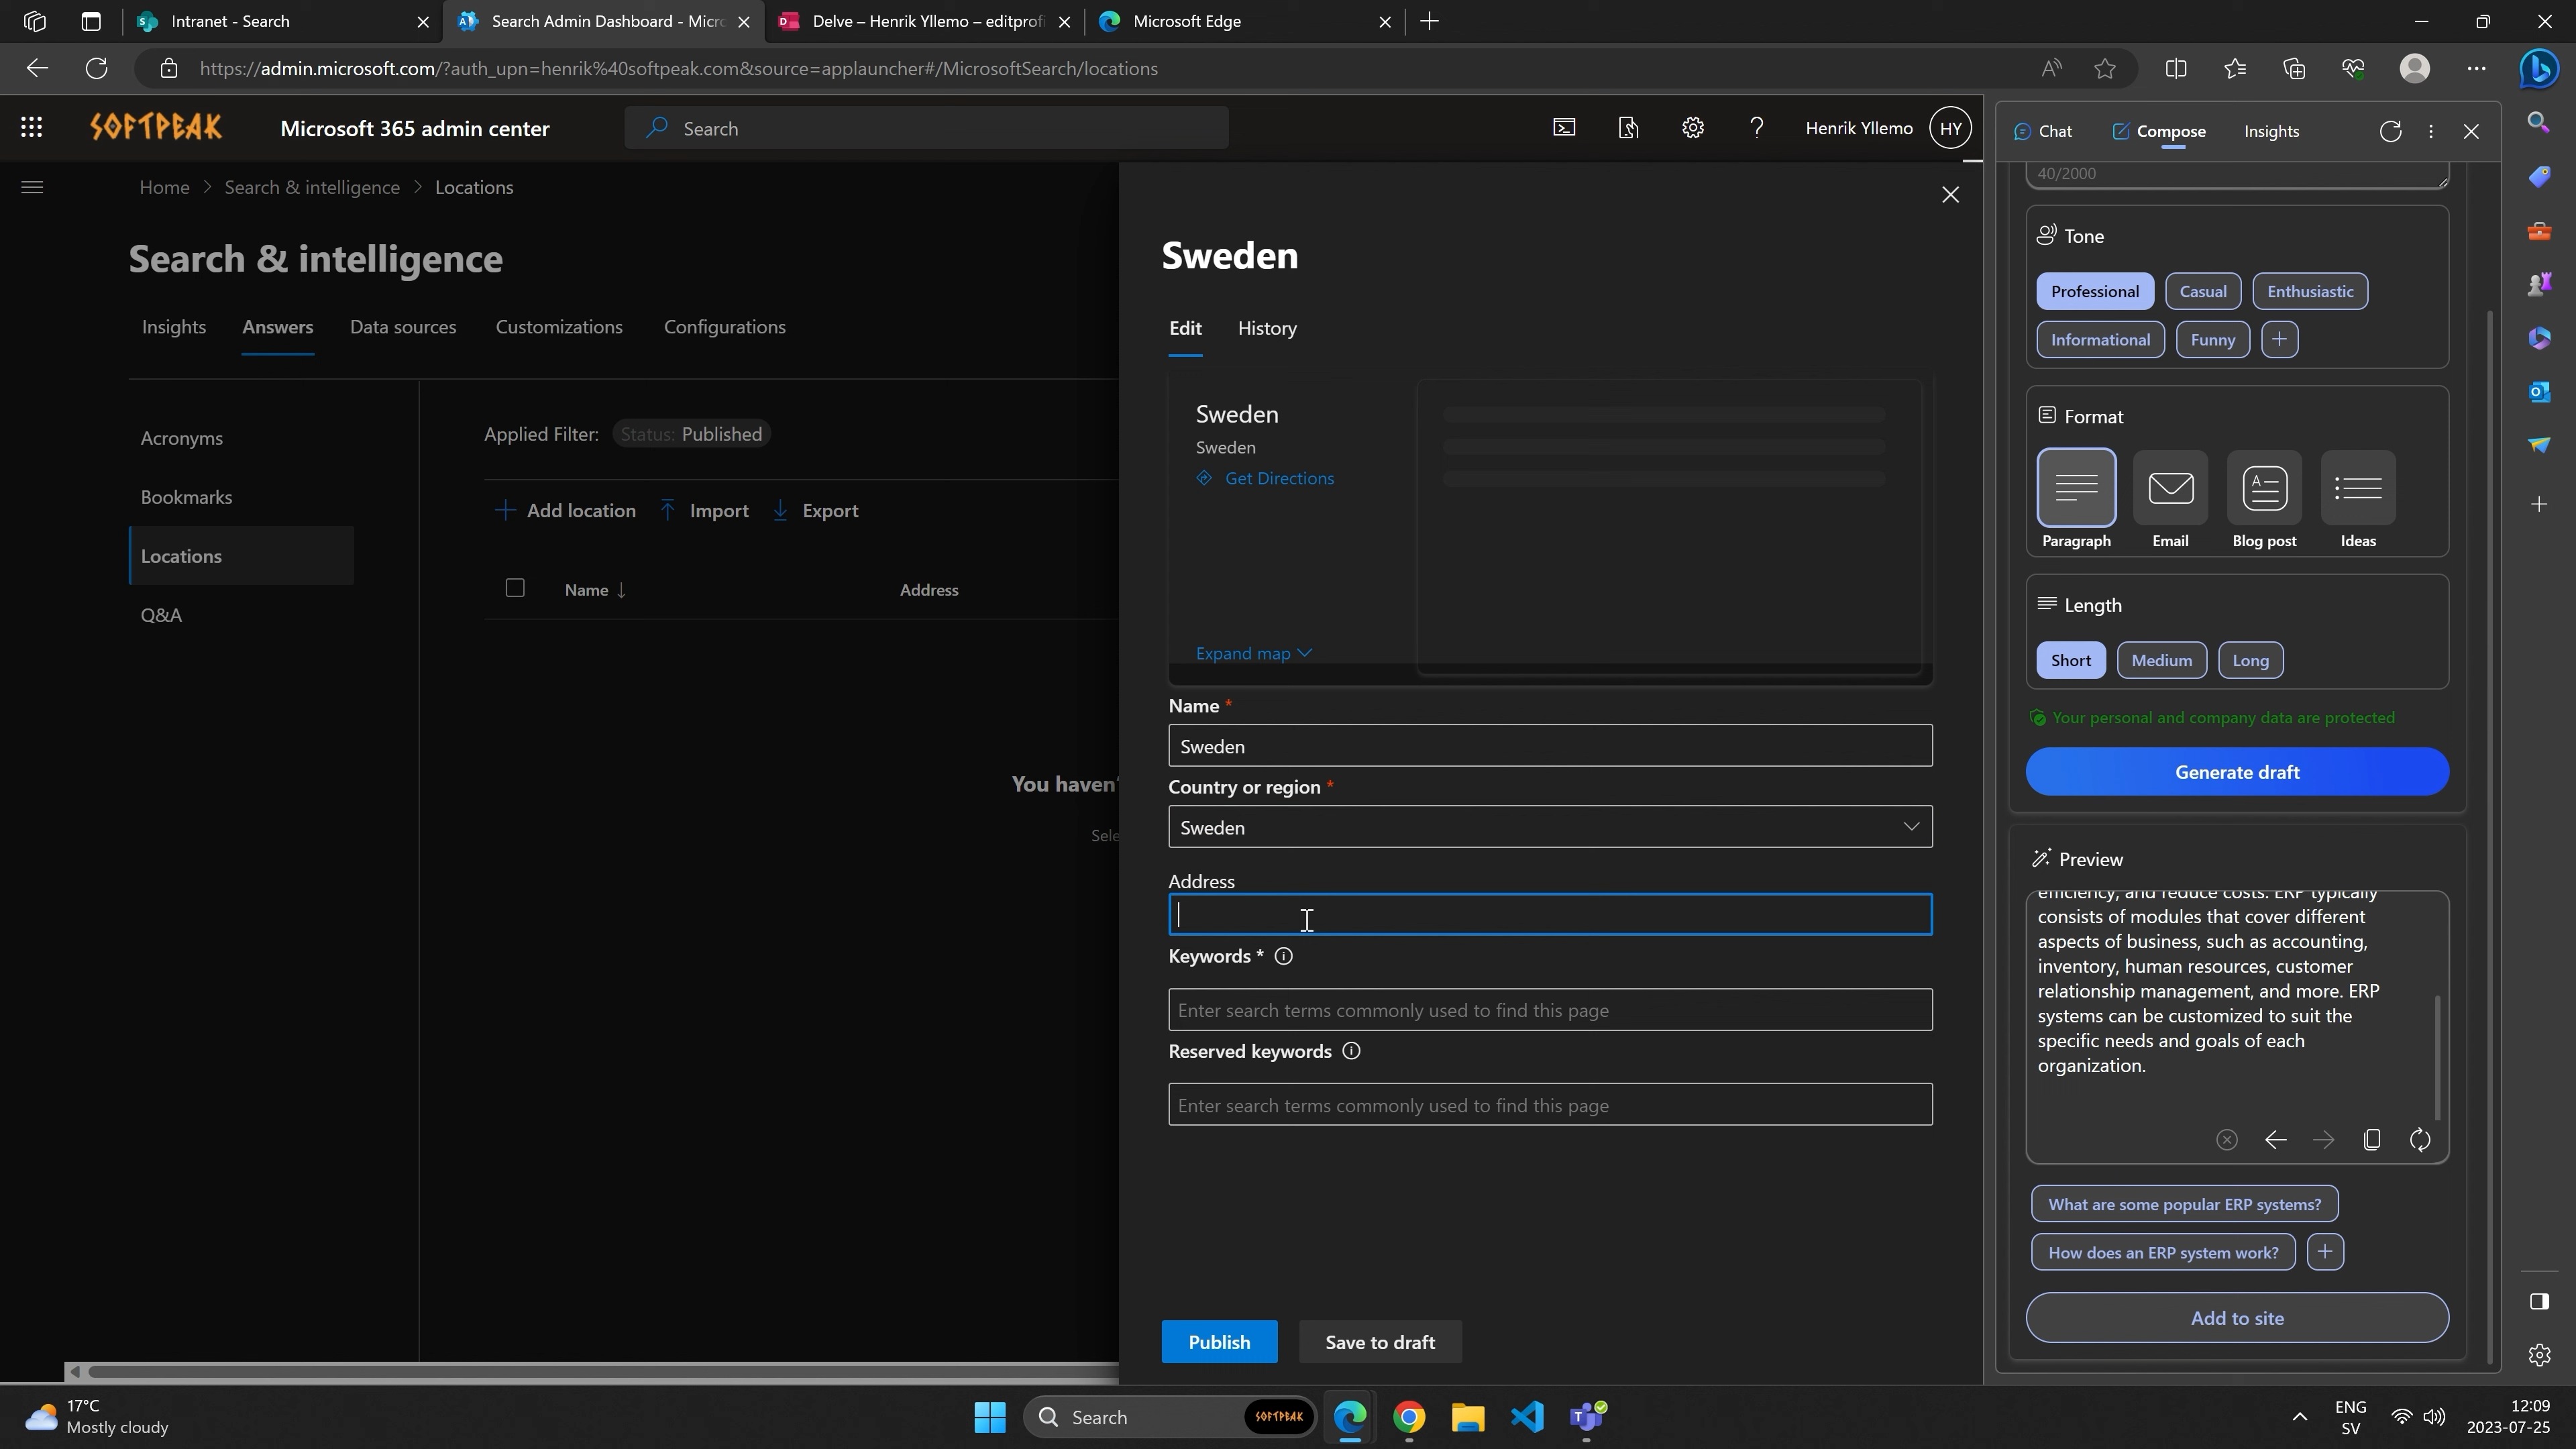 Intranet - Search
Search Admin Dashboard - Micro
Delve – Henrik Yllemo – editprofi
Microsoft Edge
https://admin.microsoft.com/?auth_upn=henrik%40softpeak.com&source=applauncher#/MicrosoftSearch/locations
SOFTPEAK
Microsoft 365 admin center
Search
Henrik Yllemo
HY
Home > Search & intelligence > Locations
Search & intelligence
Insights
Answers
Data sources
Customizations
Configurations
Acronyms
Bookmarks
Locations
Q&A
Applied Filter: Status: Published
Add location
Import
Export
Name ↓
Address
You haven'
Sele
Sweden
Edit
History
Sweden
Sweden
Get Directions
Expand map
Name *
Sweden
Country or region *
Sweden
Address
Keywords *
Enter search terms commonly used to find this page
Reserved keywords
Enter search terms commonly used to find this page
Publish
Save to draft
Chat
Compose
Insights
40/2000
Tone
Professional
Casual
Enthusiastic
Informational
Funny
Format
Paragraph
Email
Blog post
Ideas
Length
Short
Medium
Long
Your personal and company data are protected
Generate draft
Preview
efficiency, and reduce costs. ERP typically
consists of modules that cover different
aspects of business, such as accounting,
inventory, human resources, customer
relationship management, and more. ERP
systems can be customized to suit the
specific needs and goals of each
organization.
What are some popular ERP systems?
How does an ERP system work?
Add to site
17°C
Mostly cloudy
Search
SOFTPEAK
ENG
SV
12:09
2023-07-25